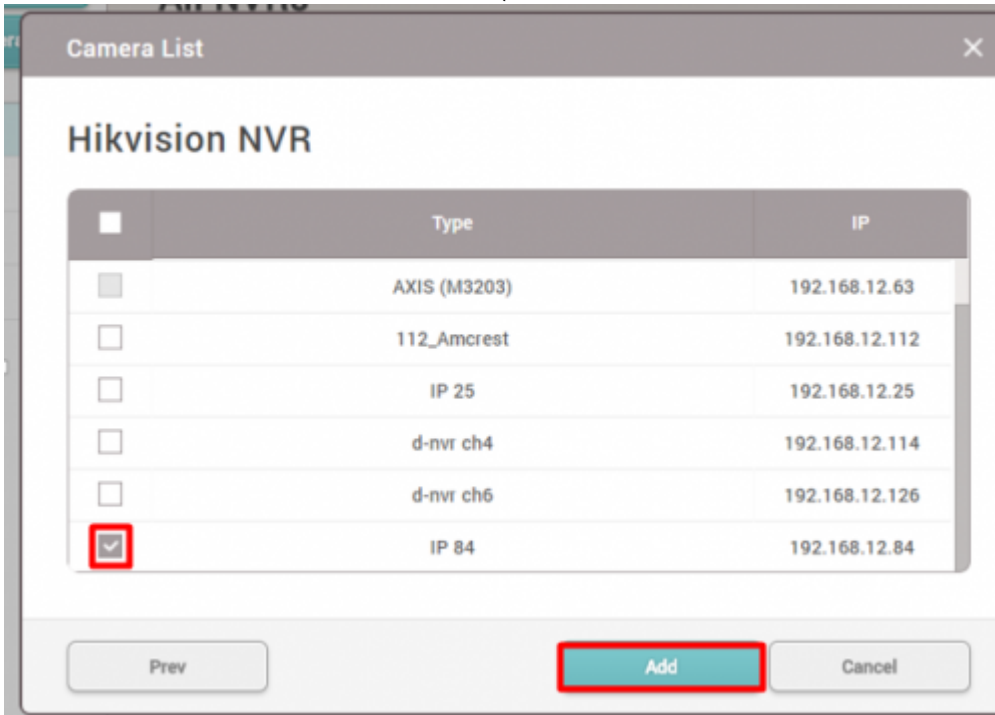 All NVRs
Camera List
Hikvision NVR
Type IP
AXIS (M3203) 192.168.12.63
112_Amcrest 192.168.12.112
IP 25 192.168.12.25
d-nvr ch4 192.168.12.114
d-nvr ch6 192.168.12.126
IP 84 192.168.12.84
Prev Add Cancel